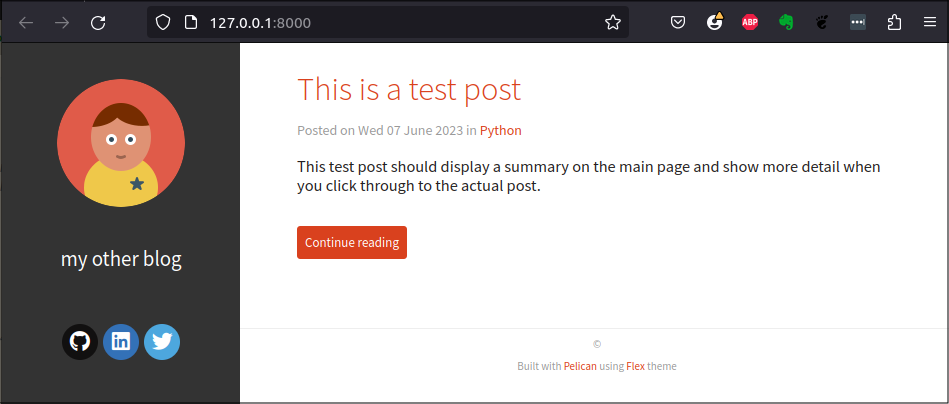 127.0.0.1:8000
ABP
my other blog
This is a test post
Posted on Wed 07 June 2023 in Python
This test post should display a summary on the main page and show more detail when
you click through to the actual post.
Continue reading
©
Built with Pelican using Flex theme